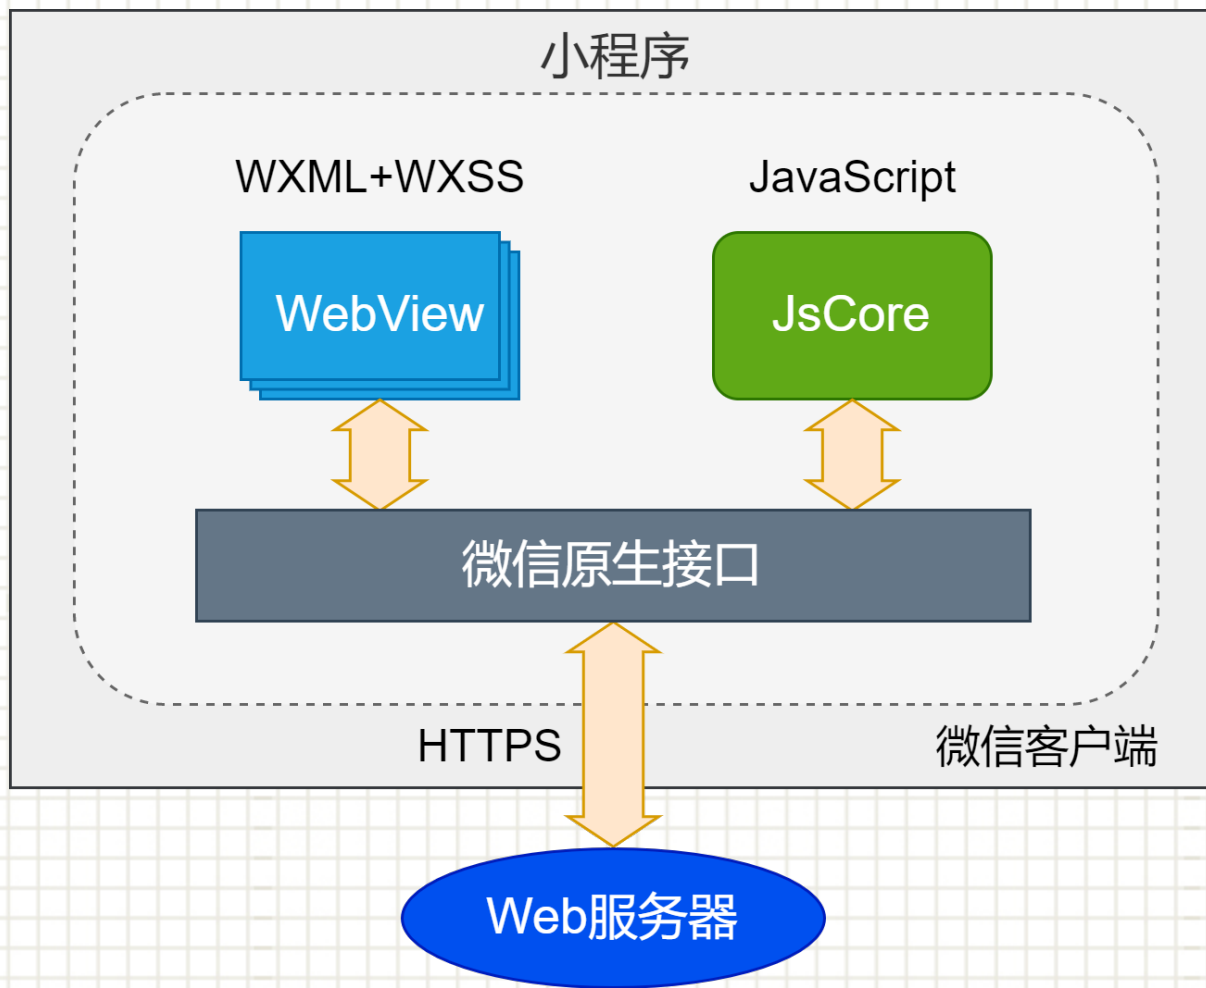 小程序
WXML+WXSS
JavaScript
WebView
JsCore
微信原生接口
HTTPS
微信客户端
Web服务器